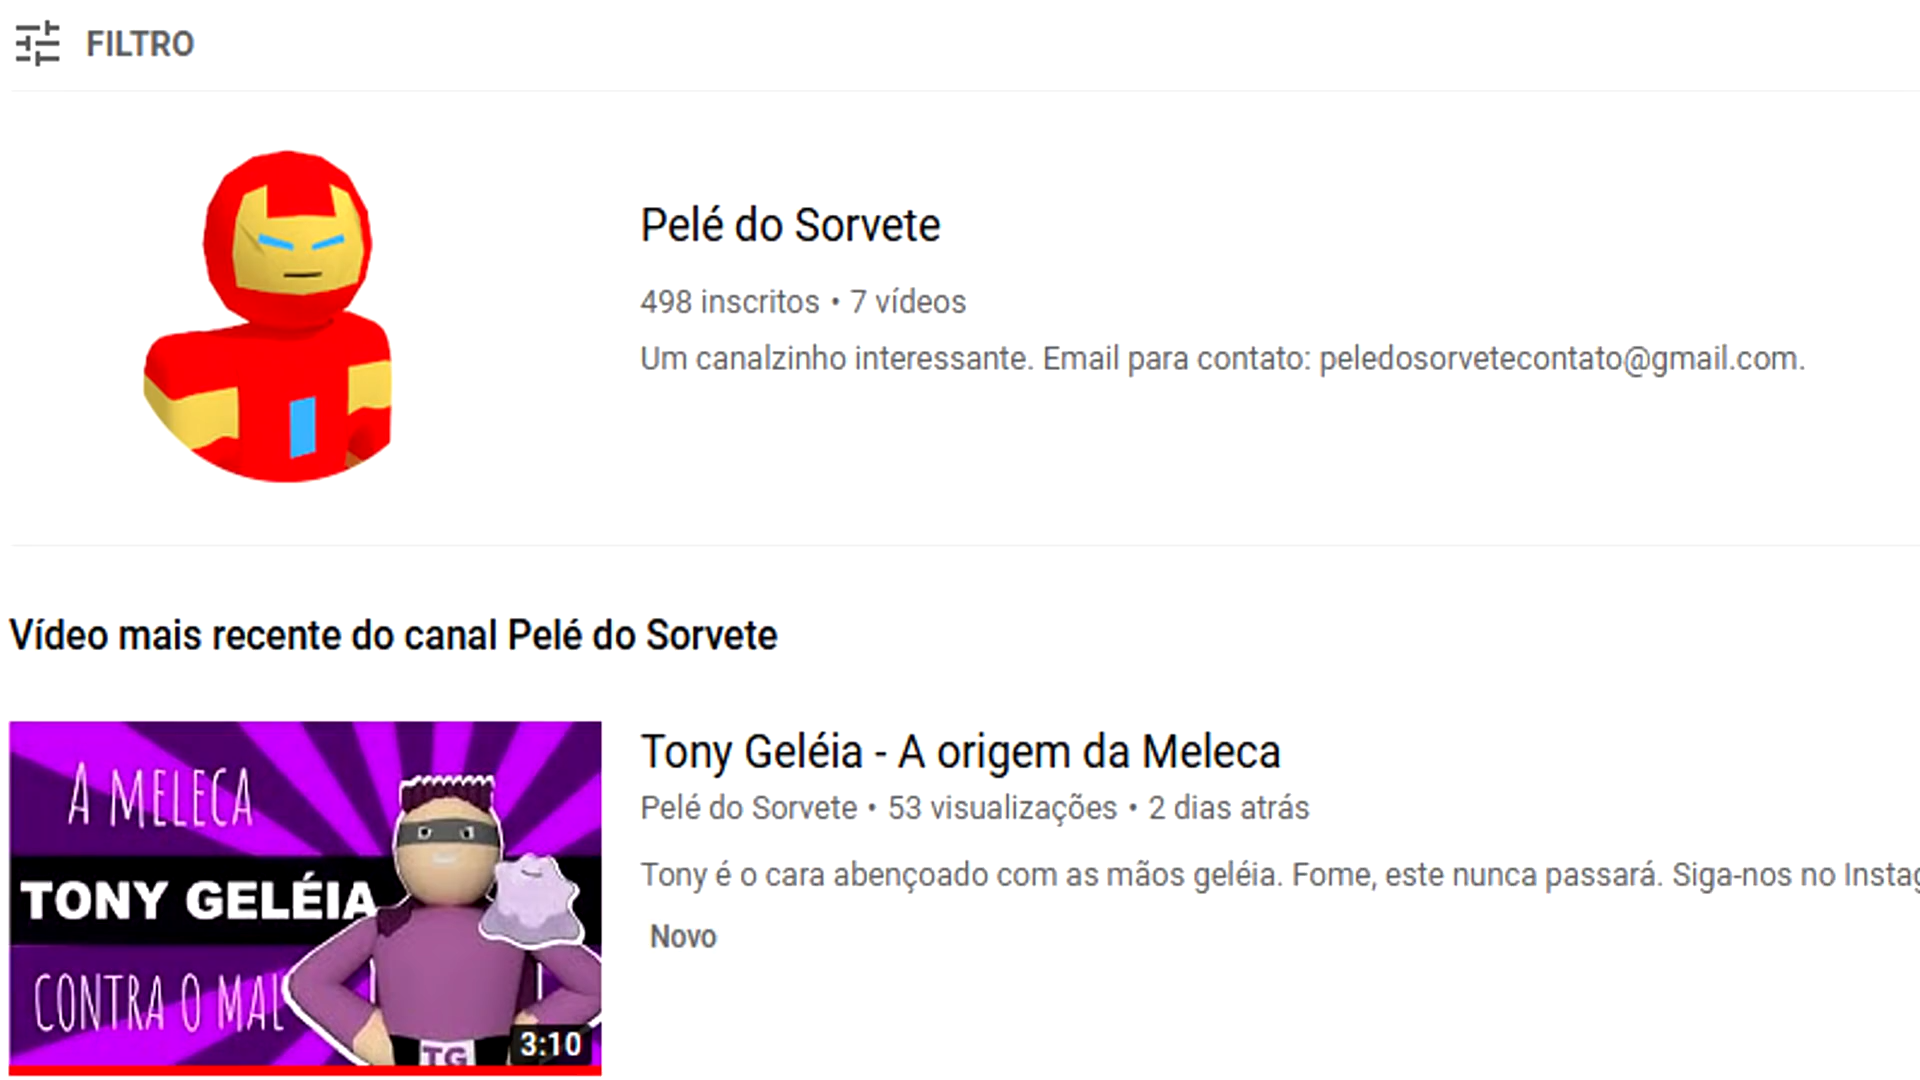 FILTRO
Pelé do Sorvete
498 inscritos • 7 vídeos
Um canalzinho interessante. Email para contato: peledosorvetecontato@gmail.com.
Vídeo mais recente do canal Pelé do Sorvete
A MELECA
TONY GELÉIA
CONTRA O MAL
TG
3:10
Tony Geléia - A origem da Meleca
Pelé do Sorvete • 53 visualizações • 2 dias atrás
Tony é o cara abençoado com as mãos geléia. Fome, este nunca passará. Siga-nos no Instag
Novo